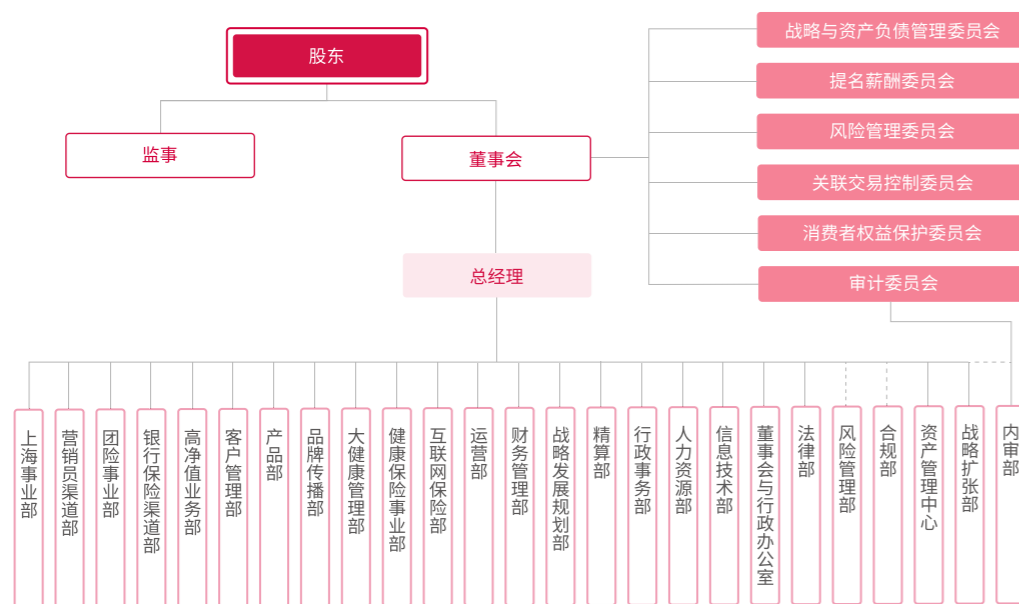 股东
监事
董事会
总经理
战略与资产负债管理委员会
提名薪酬委员会
风险管理委员会
关联交易控制委员会
消费者权益保护委员会
审计委员会
上海事业部
营销员渠道部
团险事业部
银行保险渠道部
高净值业务部
客户管理部
产品部
品牌传播部
大健康管理部
健康保险事业部
互联网保险部
运营部
财务管理部
战略发展规划部
精算部
行政事务部
人力资源部
信息技术部
董事会与行政办公室
法律部
风险管理部
合规部
资产管理中心
战略扩张部
内审部